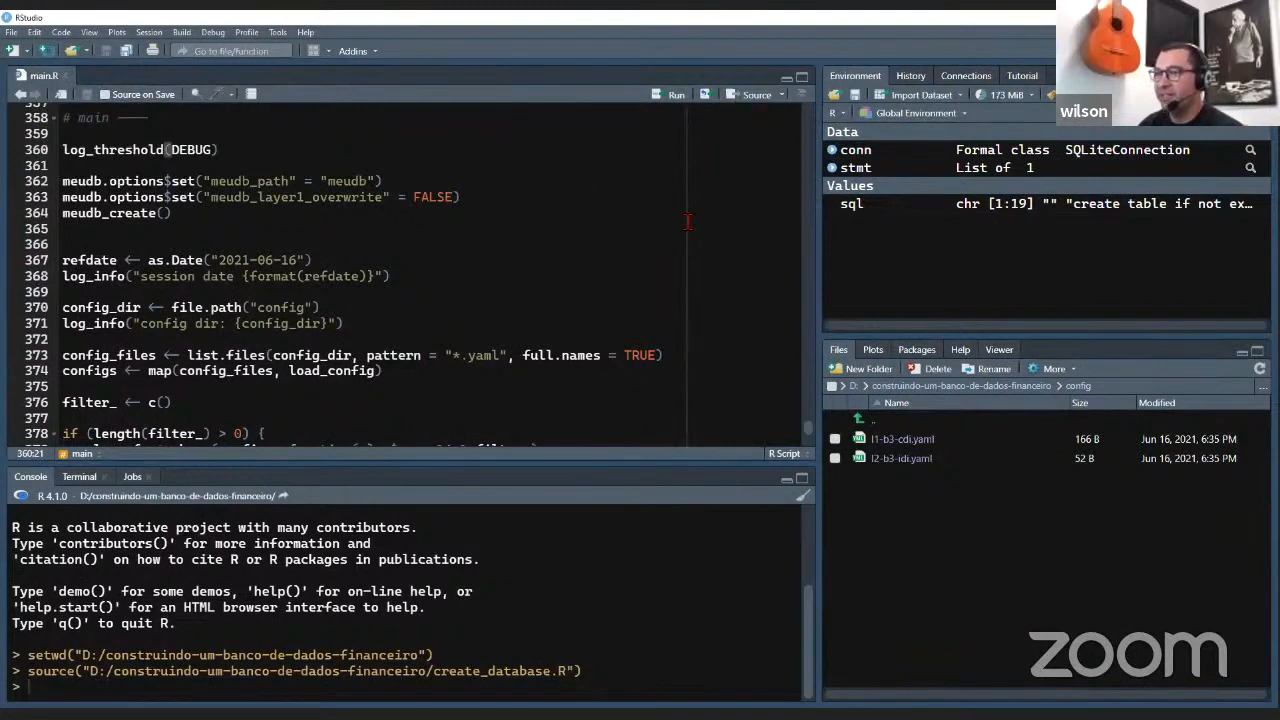 RStudio
File Edit Code View Plots Session Build Debug Profile Tools Help
Go to file/function Addins
main.R
Source on Save Run Source
357
358 # main ────
359
360 log_threshold(DEBUG)
361
362 meudb.options$set("meudb_path" = "meudb")
363 meudb.options$set("meudb_layer1_overwrite" = FALSE)
364 meudb_create()
365
366
367 refdate <- as.Date("2021-06-16")
368 log_info("session date {format(refdate)}")
369
370 config_dir <- file.path("config")
371 log_info("config dir: {config_dir}")
372
373 config_files <- list.files(config_dir, pattern = "*.yaml", full.names = TRUE)
374 configs <- map(config_files, load_config)
375
376 filter_ <- c()
377
378 if (length(filter_) > 0) {
360:21 main R Script
Console Terminal Jobs
R 4.1.0 · D:/construindo-um-banco-de-dados-financeiro/
R is a collaborative project with many contributors.
Type 'contributors()' for more information and
'citation()' on how to cite R or R packages in publications.
Type 'demo()' for some demos, 'help()' for on-line help, or
'help.start()' for an HTML browser interface to help.
Type 'q()' to quit R.
> setwd("D:/construindo-um-banco-de-dados-financeiro")
> source("D:/construindo-um-banco-de-dados-financeiro/create_database.R")
>
Environment History Connections Tutorial
Import Dataset 173 MiB
R Global Environment
Data
conn Formal class SQLiteConnection
stmt List of 1
Values
sql chr [1:19] "" "create table if not ex…
Files Plots Packages Help Viewer
New Folder Delete Rename More
D: construindo-um-banco-de-dados-financeiro config
Name Size Modified
..
l1-b3-cdi.yaml 166 B Jun 16, 2021, 6:35 PM
l2-b3-idi.yaml 52 B Jun 16, 2021, 6:35 PM
wilson
zoom